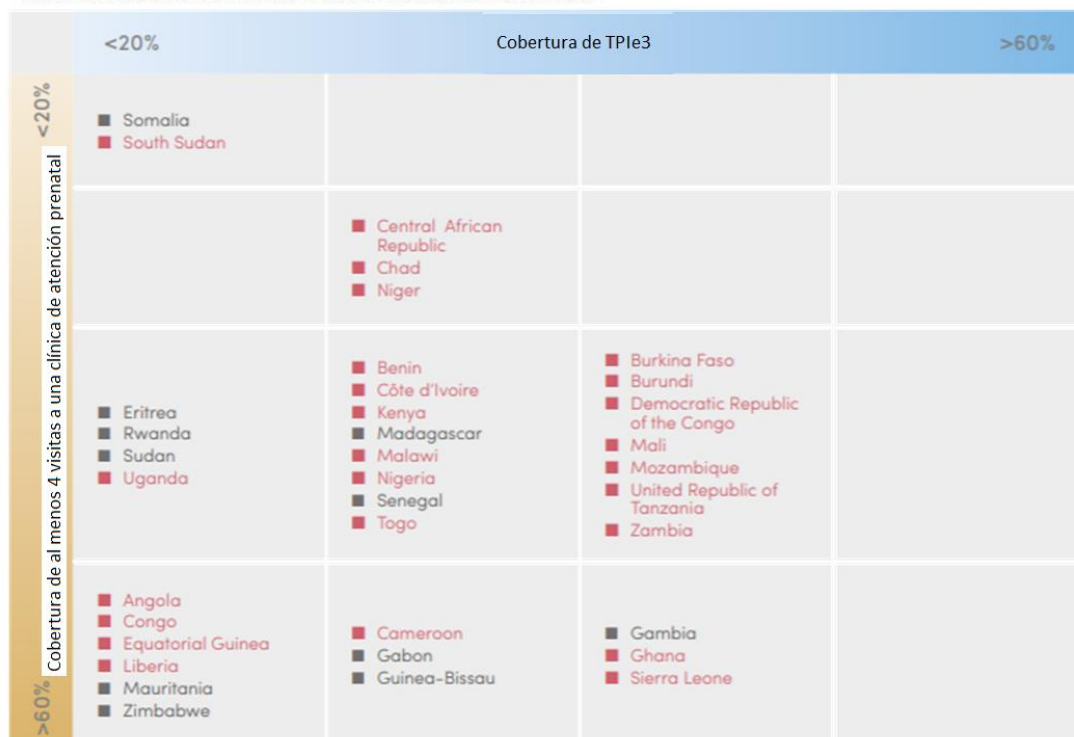 <20%
Cobertura de TPIe3
>60%
<20%
Cobertura de al menos 4 visitas a una clínica de atención prenatal
>60%
Somalia
South Sudan
Central African
Republic
Chad
Niger
Eritrea
Rwanda
Sudan
Uganda
Benin
Côte d'Ivoire
Kenya
Madagascar
Malawi
Nigeria
Senegal
Togo
Burkina Faso
Burundi
Democratic Republic
of the Congo
Mali
Mozambique
United Republic of
Tanzania
Zambia
Angola
Congo
Equatorial Guinea
Liberia
Mauritania
Zimbabwe
Cameroon
Gabon
Guinea-Bissau
Gambia
Ghana
Sierra Leone